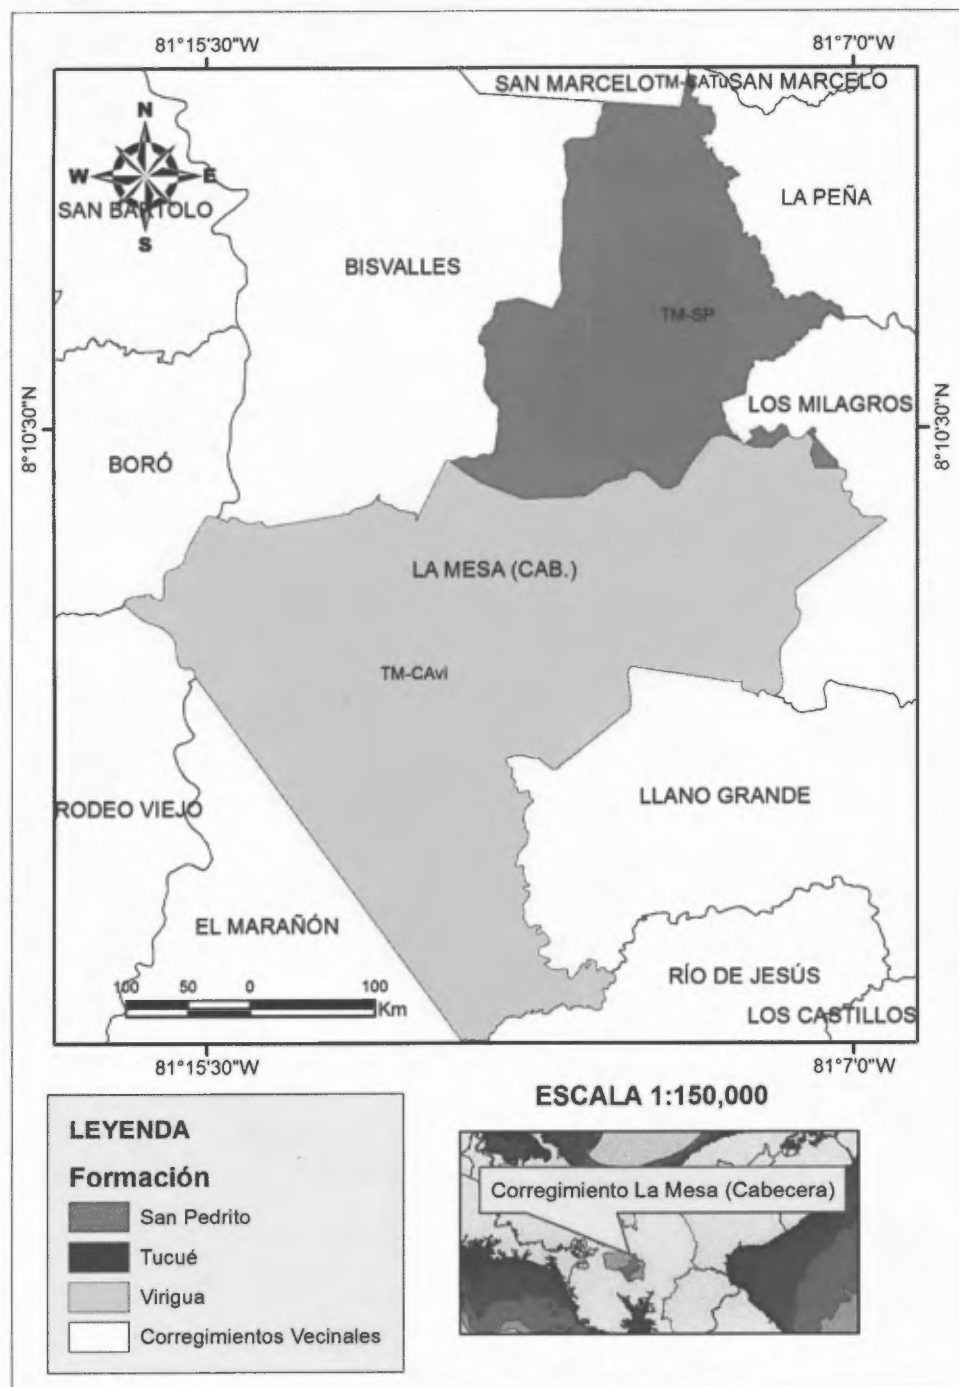 81°15'30"W 81°7'0"W
SAN MARCELO TM-CATu SAN MARCELO
N
W E
S
SAN BARTOLO
LA PEÑA
BISVALLES
TM-SP
8°10'30"N
8°10'30"N
LOS MILAGROS
BORÓ
LA MESA (CAB.)
TM-CAvi
RODEO VIEJO
LLANO GRANDE
EL MARAÑÓN
RÍO DE JESÚS
LOS CASTILLOS
100 50 0 100
Km
81°15'30"W 81°7'0"W
ESCALA 1:150,000
LEYENDA
Formación
San Pedrito
Tucué
Virigua
Corregimientos Vecinales
Corregimiento La Mesa (Cabecera)